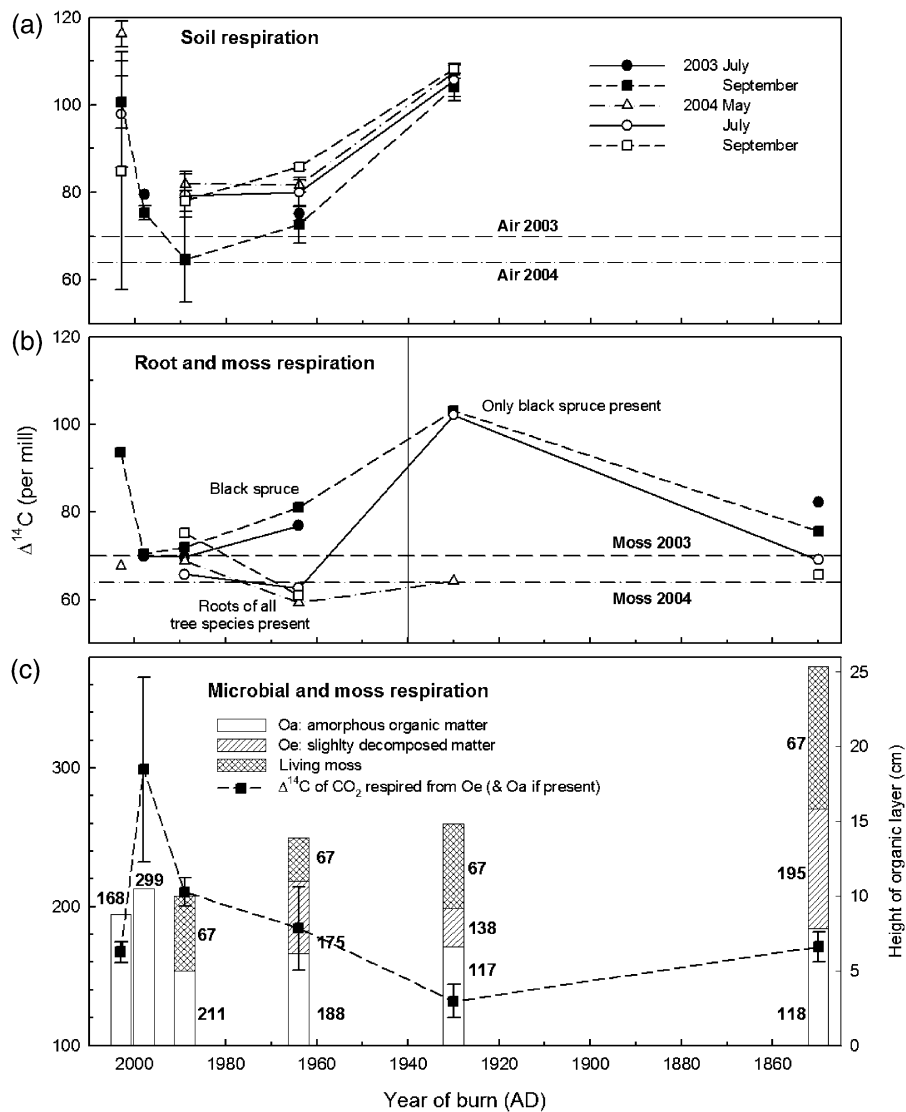 (a)
120
Soil respiration
100
80
60
2003 July
September
2004 May
July
September
Air 2003
Air 2004
(b)
120
Root and moss respiration
100
80
60
Δ¹⁴C (per mill)
Only black spruce present
Black spruce
Moss 2003
Roots of all
tree species present
Moss 2004
(c)
Microbial and moss respiration
Oa: amorphous organic matter
Oe: slighlty decomposed matter
Living moss
Δ¹⁴C of CO₂ respired from Oe (& Oa if present)
300
200
100
25
20
15
10
5
0
Height of organic layer (cm)
168
299
67
211
67
175
188
67
138
117
67
195
118
2000 1980 1960 1940 1920 1900 1880 1860
Year of burn (AD)